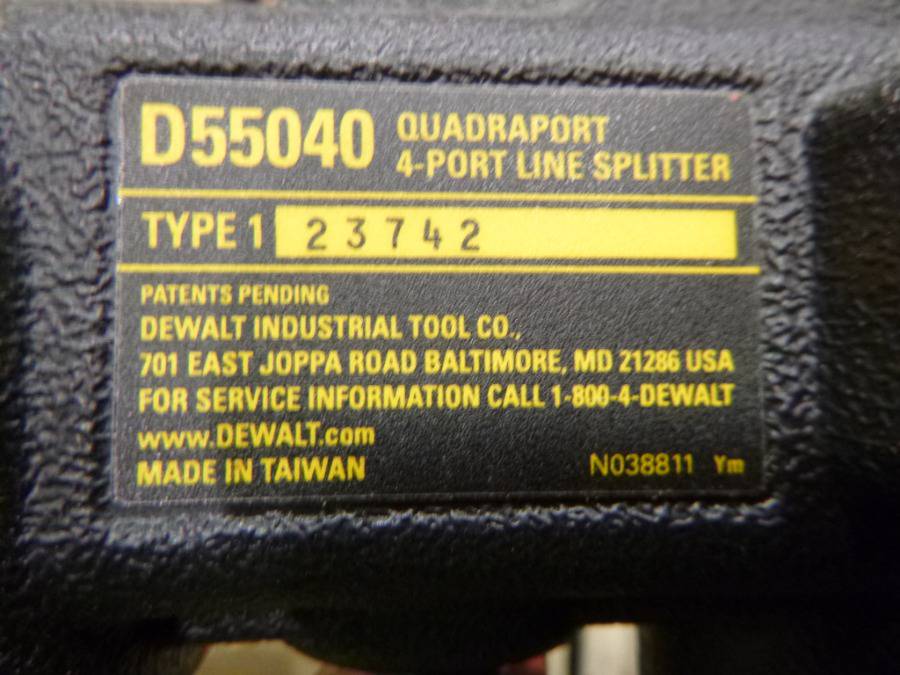 D55040 QUADRAPORT
4-PORT LINE SPLITTER
TYPE 1 23742
PATENTS PENDING
DEWALT INDUSTRIAL TOOL CO.,
701 EAST JOPPA ROAD BALTIMORE, MD 21286 USA
FOR SERVICE INFORMATION CALL 1-800-4-DEWALT
www.DEWALT.com
MADE IN TAIWAN N038811 Ym